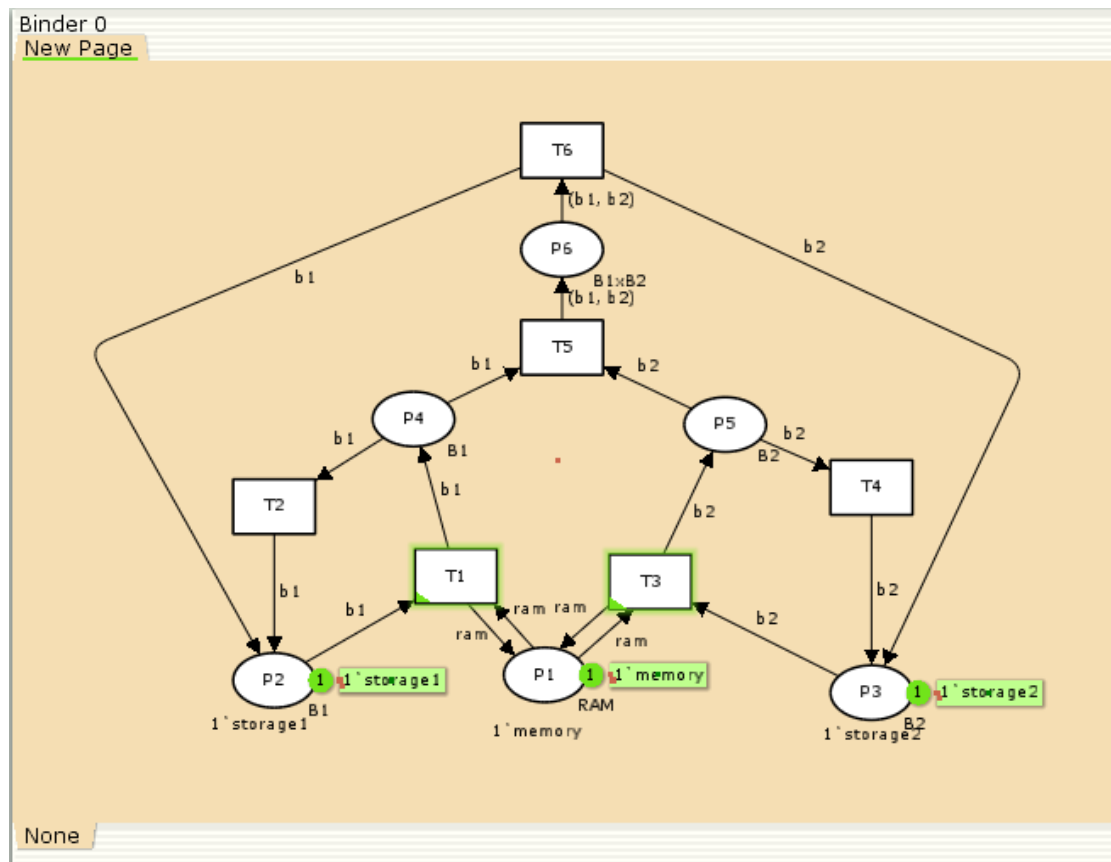 Binder 0
New Page
T6
(b1, b2)
P6
b2
b1
B1xB2
(b1, b2)
T5
b1
b2
P4
P5
b1
B1
b2
B2
T2
b1
b2
T4
T1
T3
b1
b1
ram
ram
b2
b2
ram
ram
P2
1
1`storage1
B1
1`storage1
P1
1
1`memory
RAM
1`memory
P3
1
1`storage2
B2
1`storage2
None